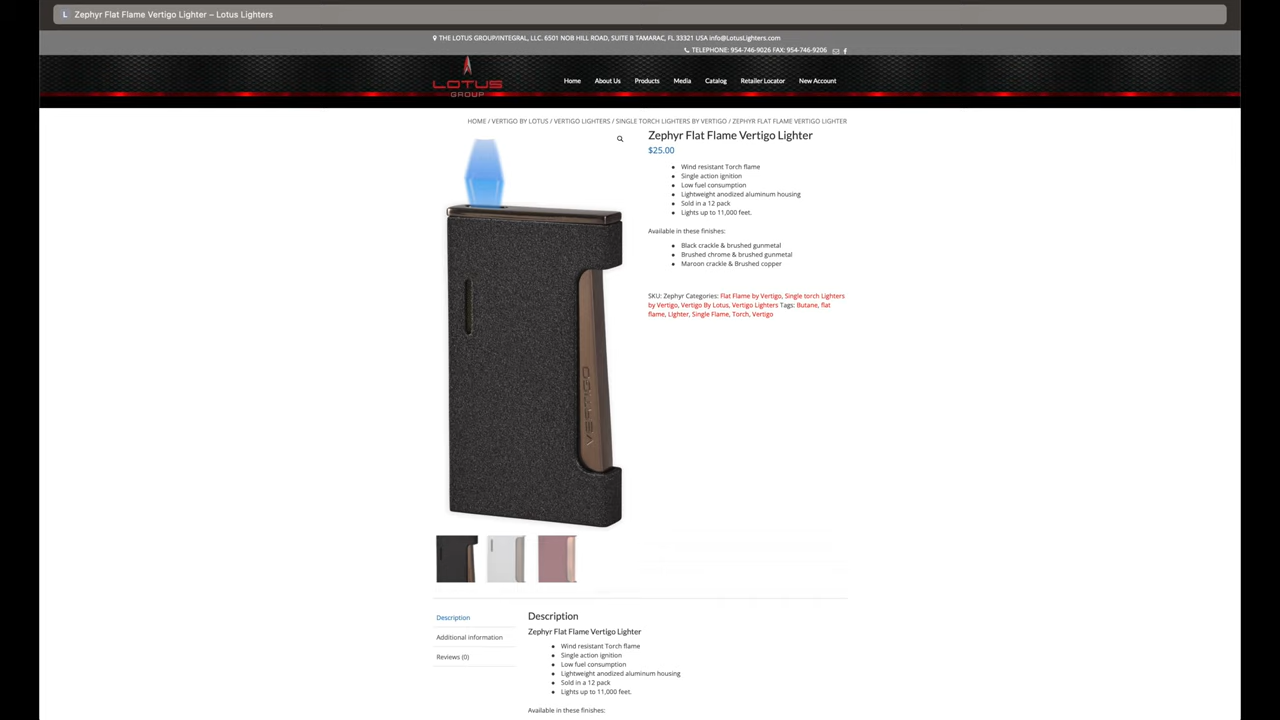 Zephyr Flat Flame Vertigo Lighter – Lotus Lighters
THE LOTUS GROUP/INTEGRAL, LLC. 6501 NOB HILL ROAD, SUITE B TAMARAC, FL 33321 USA info@LotusLighters.com
TELEPHONE: 954-746-9026 FAX: 954-746-9206
LOTUS
GROUP
Home About Us Products Media Catalog Retailer Locator New Account
HOME / VERTIGO BY LOTUS / VERTIGO LIGHTERS / SINGLE TORCH LIGHTERS BY VERTIGO / ZEPHYR FLAT FLAME VERTIGO LIGHTER
Zephyr Flat Flame Vertigo Lighter
$25.00
Wind resistant Torch flame
Single action ignition
Low fuel consumption
Lightweight anodized aluminum housing
Sold in a 12 pack
Lights up to 11,000 feet.
Available in these finishes:
Black crackle & brushed gunmetal
Brushed chrome & brushed gunmetal
Maroon crackle & Brushed copper
SKU: Zephyr Categories: Flat Flame by Vertigo, Single torch Lighters
by Vertigo, Vertigo By Lotus, Vertigo Lighters Tags: Butane, flat
flame, LIghter, Single Flame, Torch, Vertigo
VERTIGO
Description
Additional information
Reviews (0)
Description
Zephyr Flat Flame Vertigo Lighter
Wind resistant Torch flame
Single action ignition
Low fuel consumption
Lightweight anodized aluminum housing
Sold in a 12 pack
Lights up to 11,000 feet.
Available in these finishes: